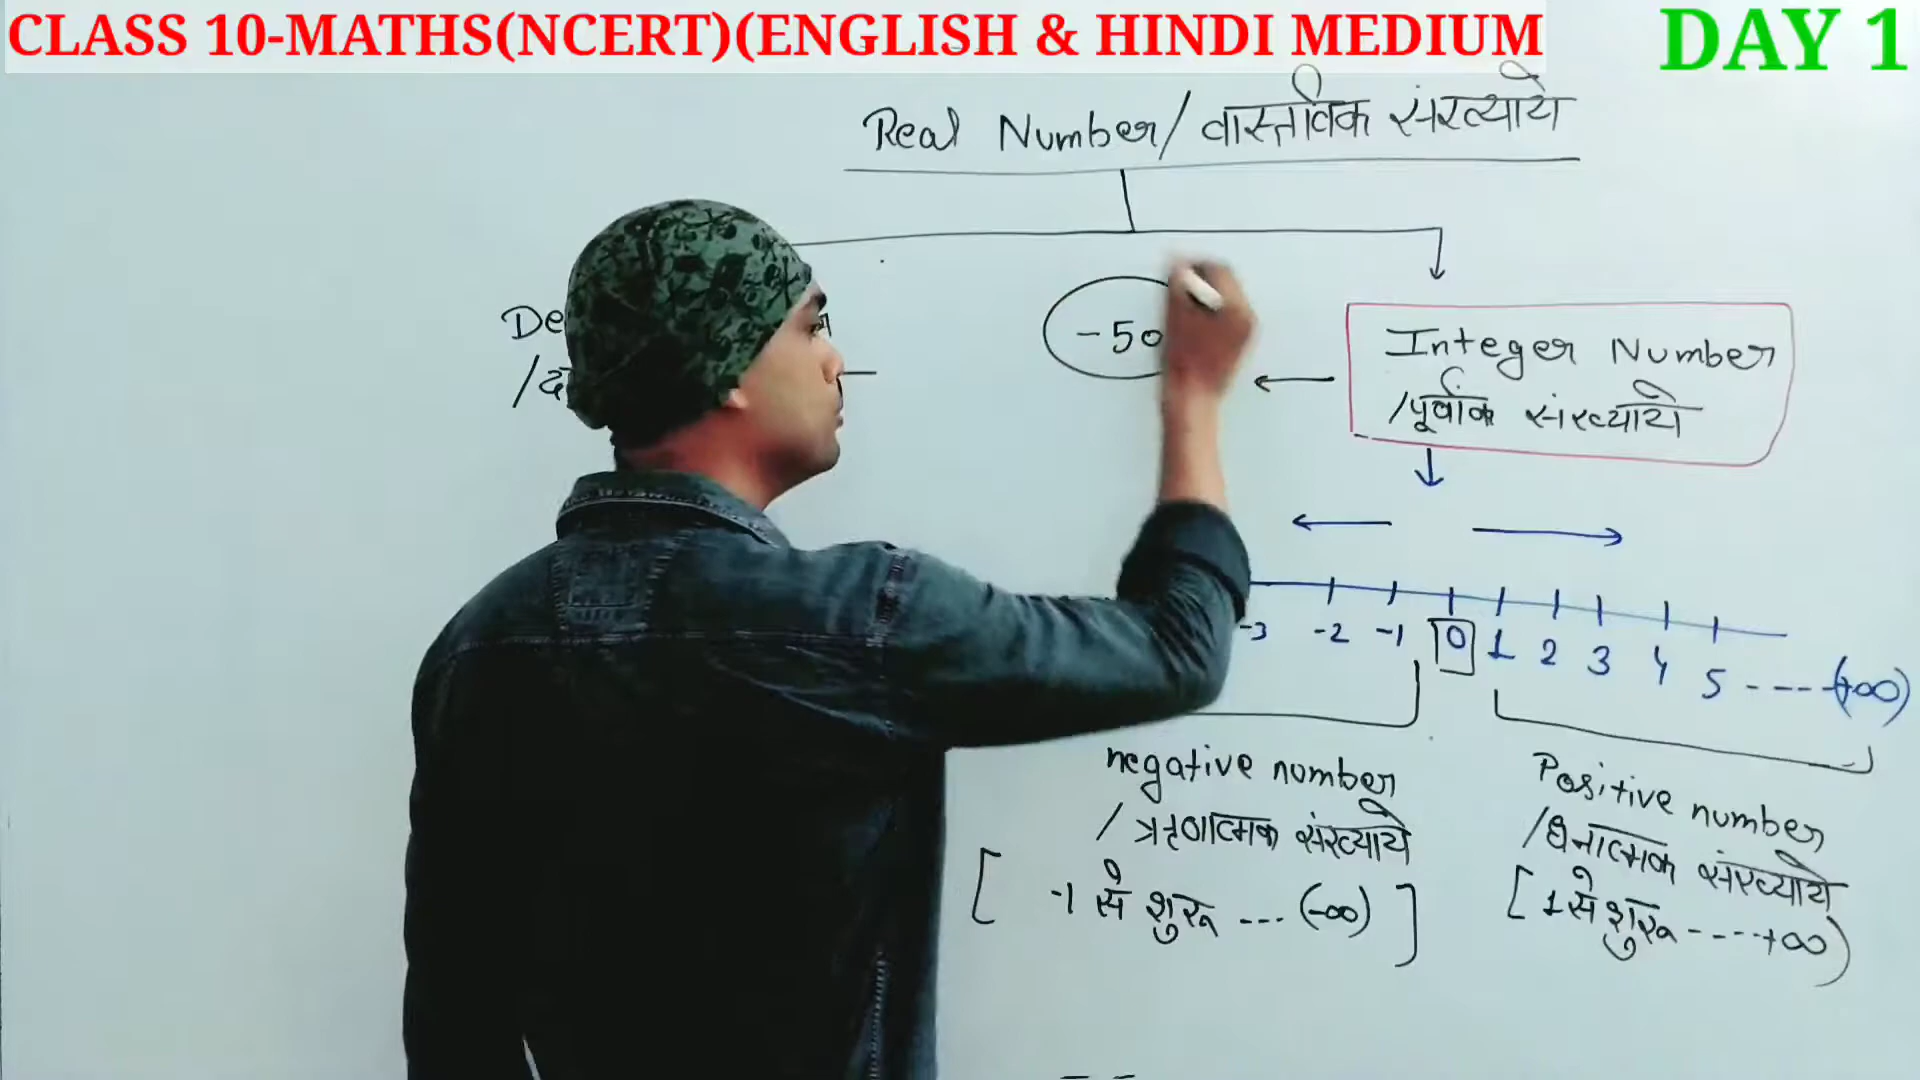 CLASS 10-MATHS(NCERT)(ENGLISH & HINDI MEDIUM
DAY 1
Real Number/ वास्तविक संख्याये
De
/द
-50
Integer Number
/पूर्वांक संख्याये
-3 -2 -1 0 1 2 3 4 5 ---- (+∞)
negative number
/ ऋणात्मक संख्याये
[ -1 से शुरू ... (-∞) ]
Positive number
/धनात्मक संख्याये
[ 1 से शुरू ----+∞)